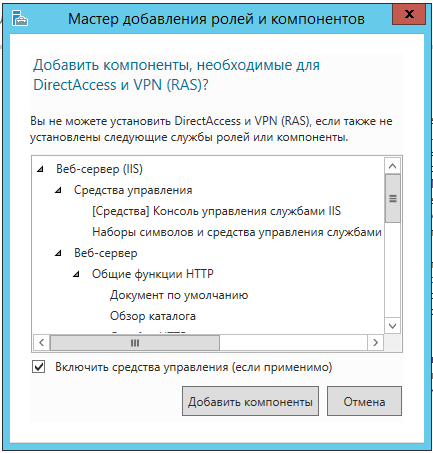 Мастер добавления ролей и компонентов
Добавить компоненты, необходимые для
DirectAccess и VPN (RAS)?
Вы не можете установить DirectAccess и VPN (RAS), если также не
установлены следующие службы ролей или компоненты.
Веб-сервер (IIS)
Средства управления
[Средства] Консоль управления службами IIS
Наборы символов и средства управления службами
Веб-сервер
Общие функции HTTP
Документ по умолчанию
Обзор каталога
Включить средства управления (если применимо)
Добавить компоненты
Отмена